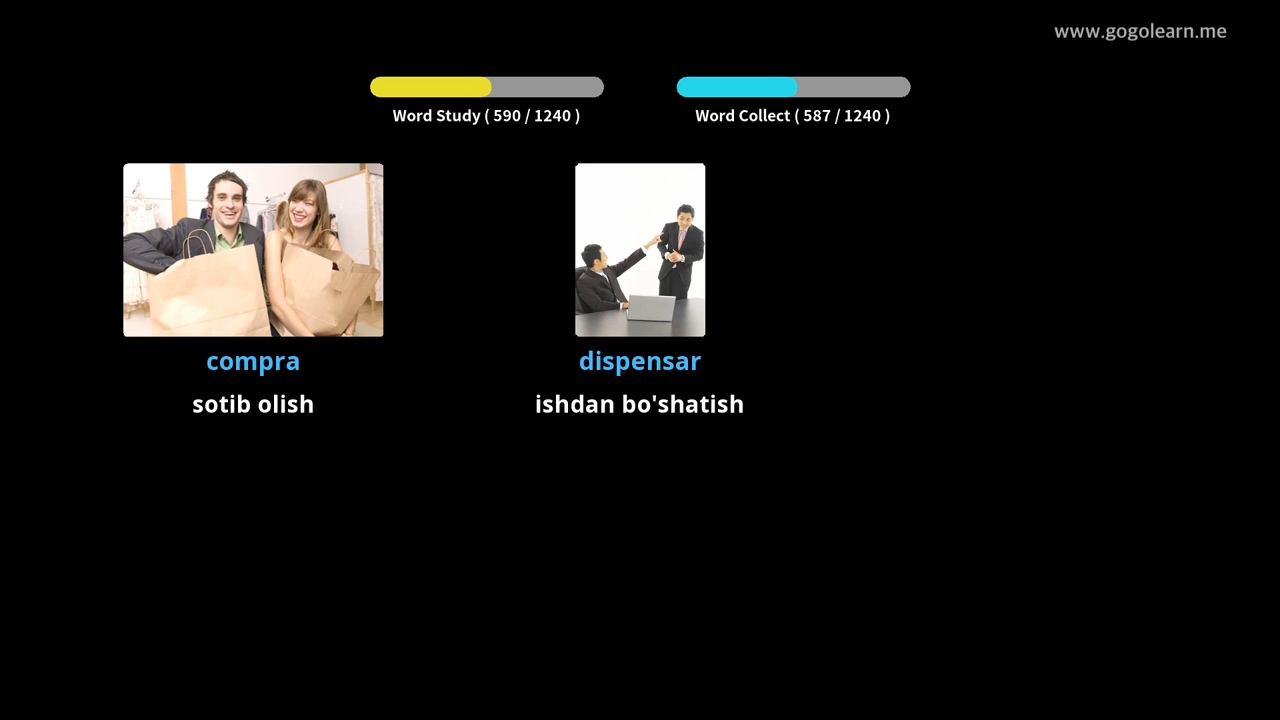 www.gogolearn.me
Word Study ( 590 / 1240 )
Word Collect ( 587 / 1240 )
compra
dispensar
sotib olish
ishdan bo'shatish